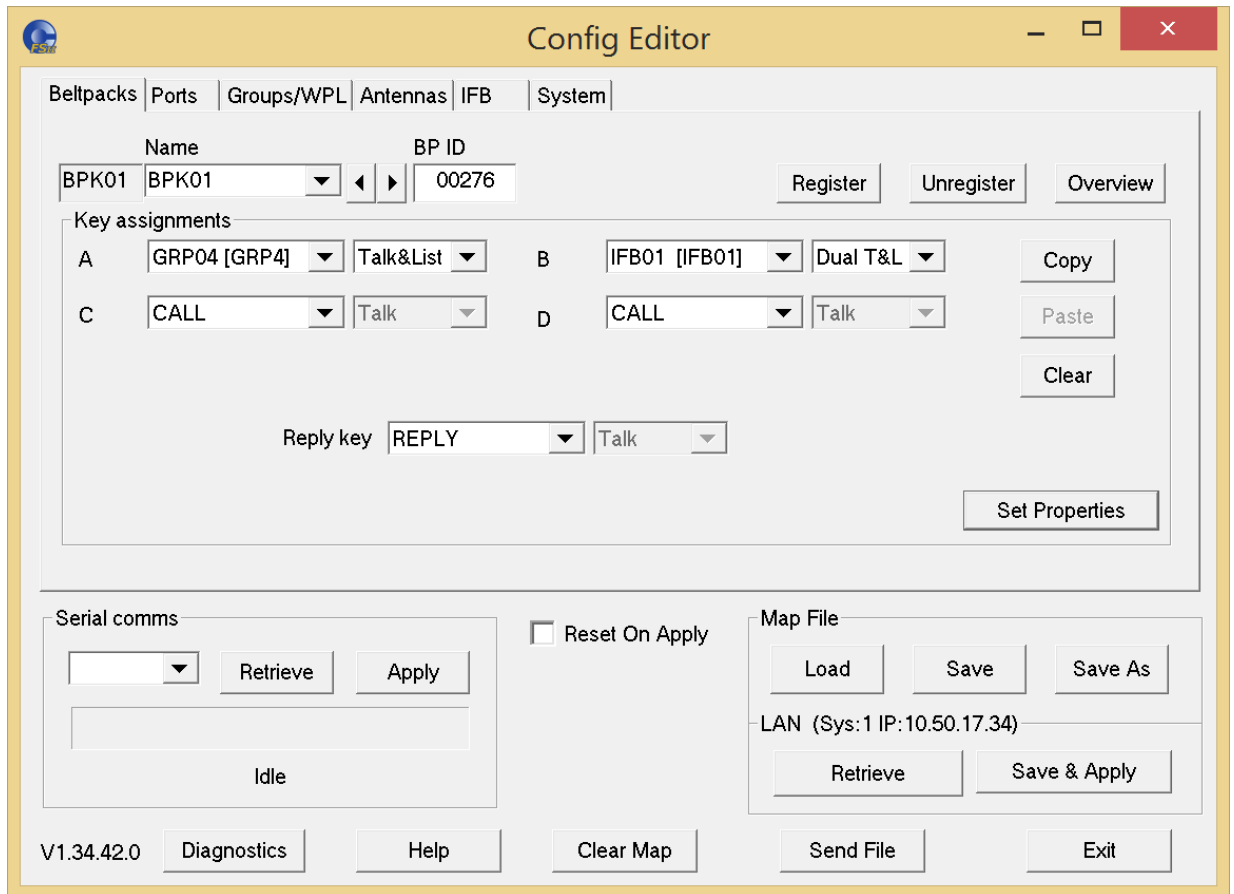 FSII
Config Editor
Beltpacks Ports Groups/WPL Antennas IFB System
Name BP ID
BPK01 BPK01 00276 Register Unregister Overview
Key assignments
A GRP04 [GRP4] Talk&List B IFB01 [IFB01] Dual T&L Copy
C CALL Talk D CALL Talk Paste
Clear
Reply key REPLY Talk
Set Properties
Serial comms Reset On Apply Map File
Retrieve Apply Load Save Save As
LAN (Sys:1 IP:10.50.17.34)
Idle Retrieve Save & Apply
V1.34.42.0 Diagnostics Help Clear Map Send File Exit